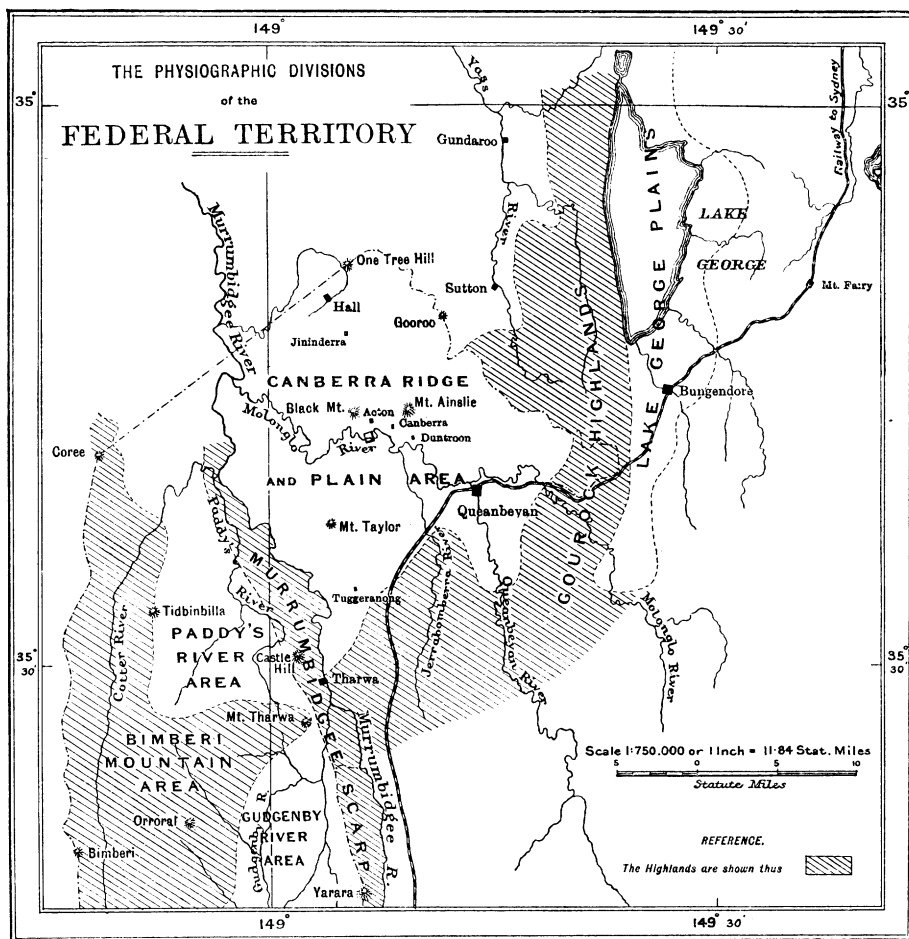 149°
149° 30'
THE PHYSIOGRAPHIC DIVISIONS
of the
FEDERAL TERRITORY
35°
35°
Yass
River
Gundaroo
Railway to Sydney
LAKE
GEORGE
LAKE GEORGE PLAINS
Murrumbidgee
River
One Tree Hill
Hall
Sutton
Gooroo
Mt. Fairy
Jininderra
GOUROCK HIGHLANDS
CANBERRA RIDGE
Bungendore
Molonglo
River
Black Mt.
Acton
Mt. Ainslie
Canberra
Duntroon
Coree
AND PLAIN AREA
Queanbeyan
Paddy's
River
Mt. Taylor
MURRUMBIDGEE SCARP
Jerrabomberra River
Queanbeyan River
Tuggeranong
Molonglo River
Tidbinbilla
Cotter River
PADDY'S
RIVER
AREA
Castle
Hill
30'
30'
Tharwa
Mt. Tharwa
Murrumbidgee R.
BIMBERI
MOUNTAIN
AREA
Scale 1:750.000 or 1 Inch = 11·84 Stat. Miles
5 0 5 10
Statute Miles
Orroral
GUDGENBY
RIVER
AREA
Gudgenby R
Bimberi
REFERENCE.
The Highlands are shown thus
Yarara
149°
149° 30'